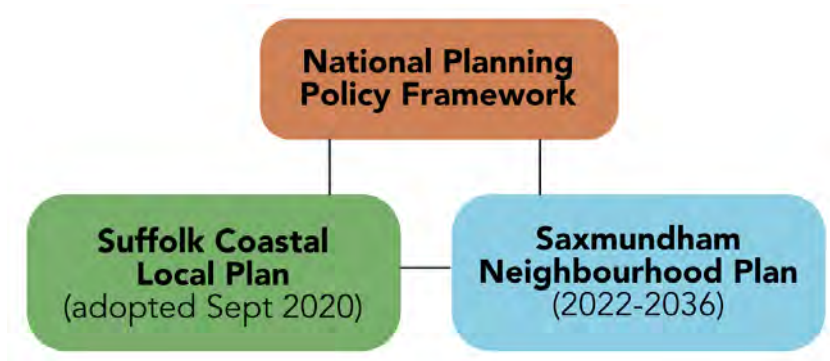 National Planning
Policy Framework
Suffolk Coastal
Local Plan
(adopted Sept 2020)
Saxmundham
Neighbourhood Plan
(2022-2036)